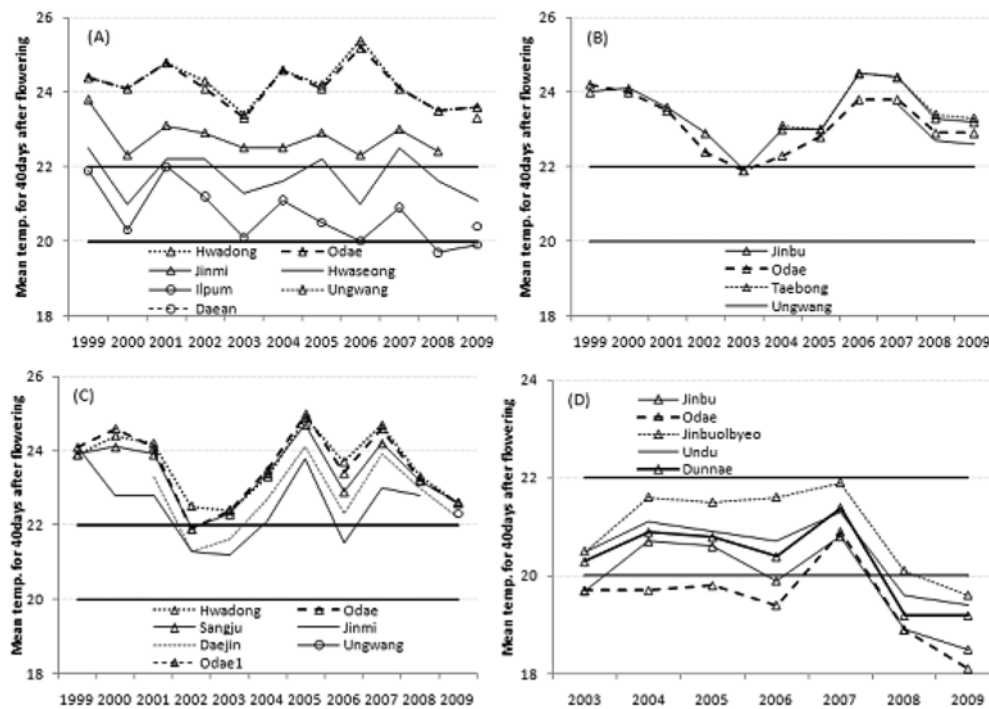 (A)
Mean temp. for 40days after flowering
26
24
22
20
18
Hwadong Odae
Jinmi Hwaseong
Ilpum Ungwang
Daean
1999 2000 2001 2002 2003 2004 2005 2006 2007 2008 2009
(B)
Mean temp. for 40days after flowering
26
24
22
20
18
Jinbu
Odae
Taebong
Ungwang
1999 2000 2001 2002 2003 2004 2005 2006 2007 2008 2009
(C)
Mean temp. for 40days after flowering
26
24
22
20
18
Hwadong Odae
Sangju Jinmi
Daejin Ungwang
Odae1
1999 2000 2001 2002 2003 2004 2005 2006 2007 2008 2009
(D)
Mean temp. for 40days after flowering
24
22
20
18
Jinbu
Odae
Jinbuolbyeo
Undu
Dunnae
2003 2004 2005 2006 2007 2008 2009